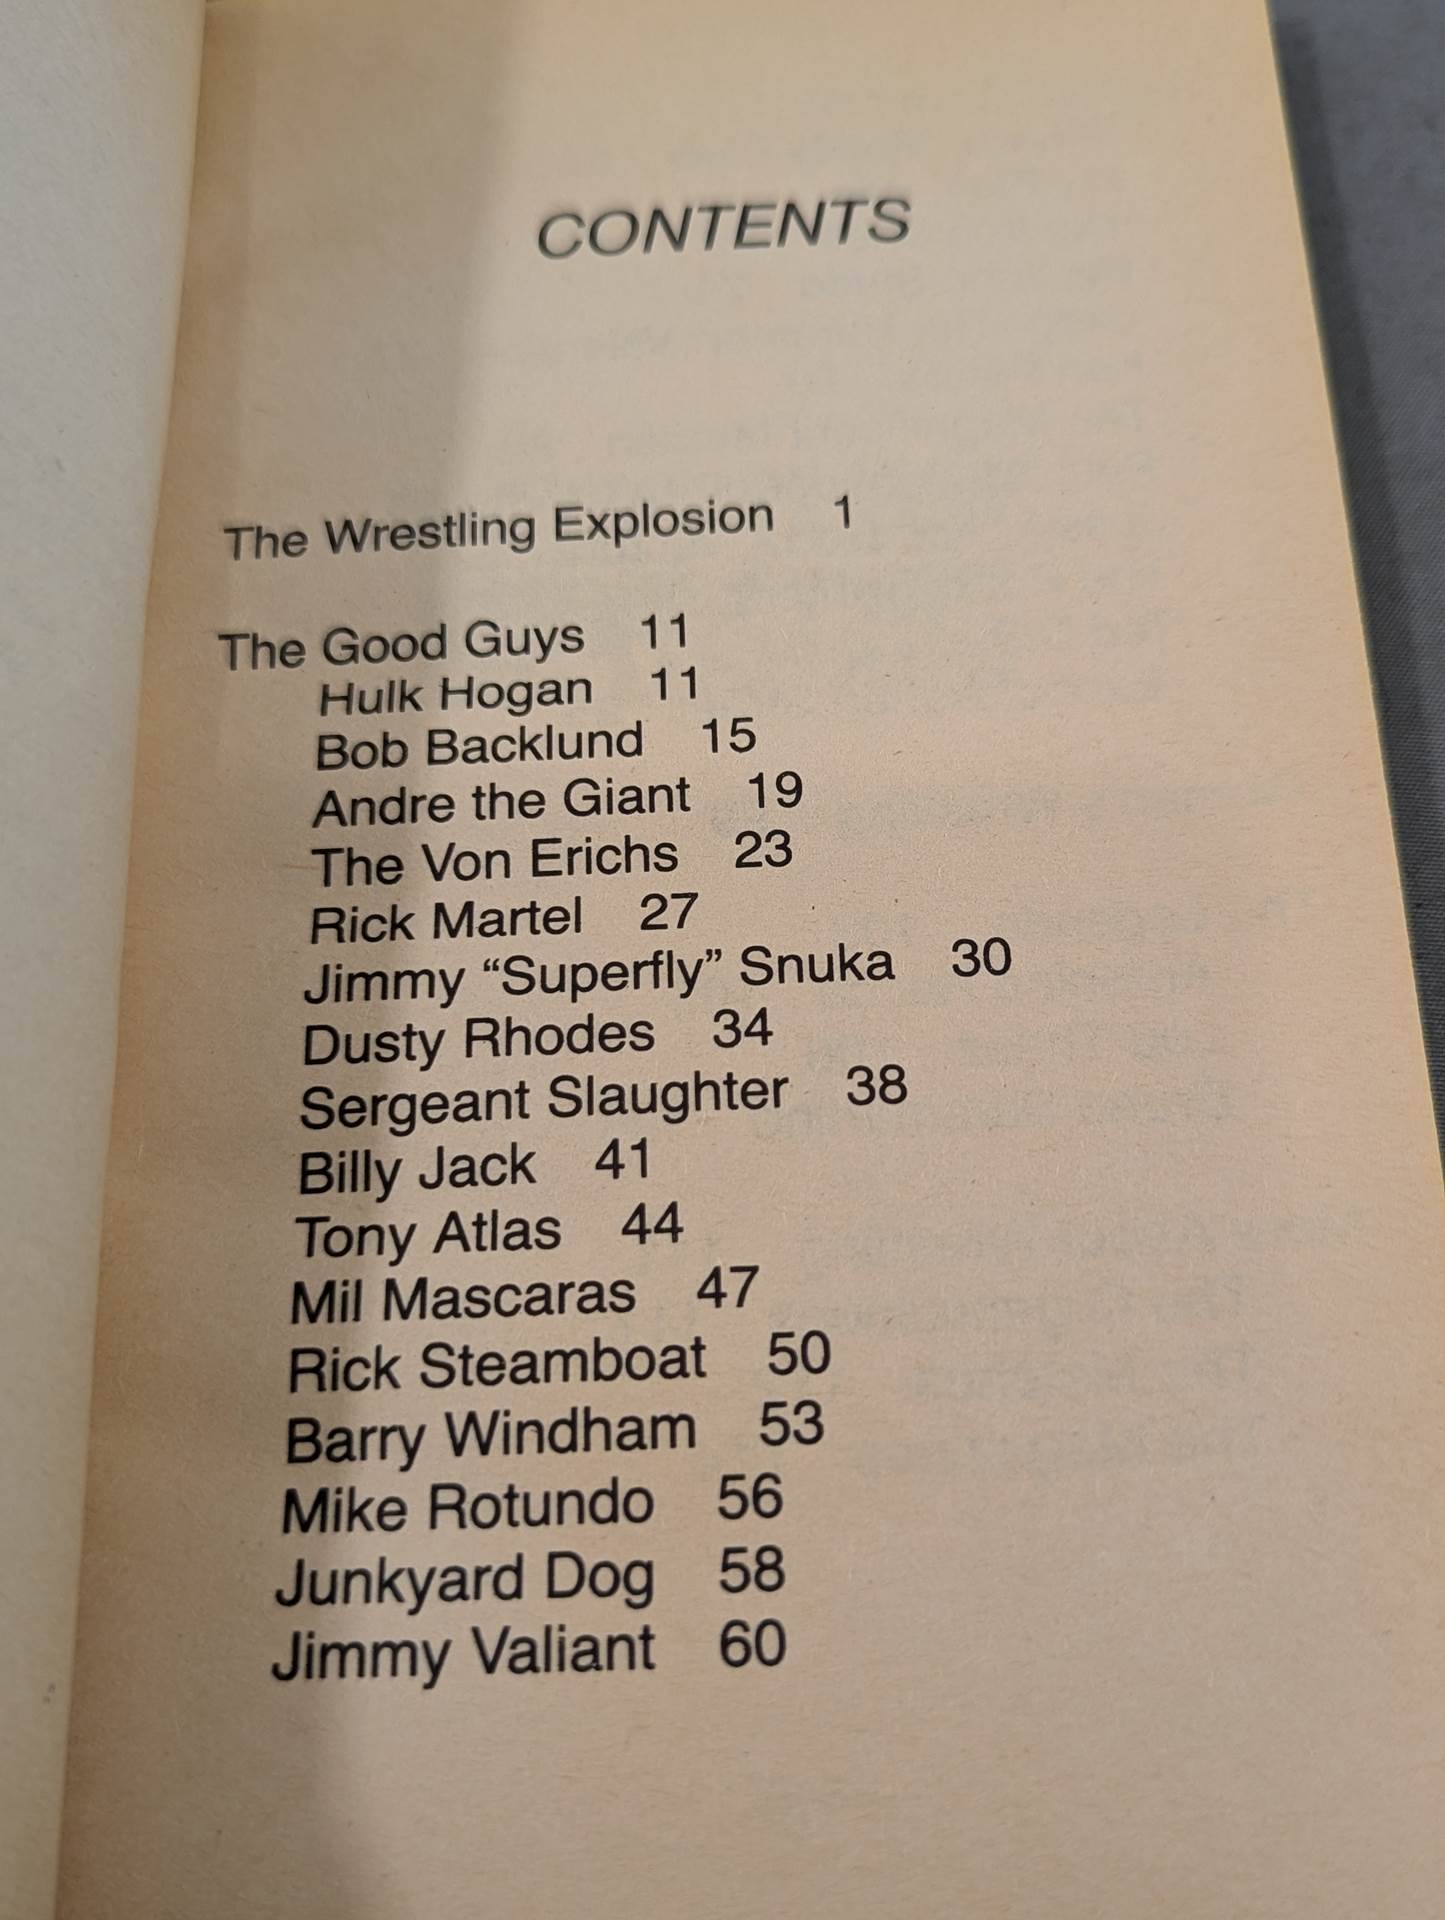 CONTENTS
The Wrestling Explosion 1
The Good Guys 11
Hulk Hogan 11
Bob Backlund 15
Andre the Giant 19
The Von Erichs 23
Rick Martel 27
Jimmy “Superfly” Snuka 30
Dusty Rhodes 34
Sergeant Slaughter 38
Billy Jack 41
Tony Atlas 44
Mil Mascaras 47
Rick Steamboat 50
Barry Windham 53
Mike Rotundo 56
Junkyard Dog 58
Jimmy Valiant 60